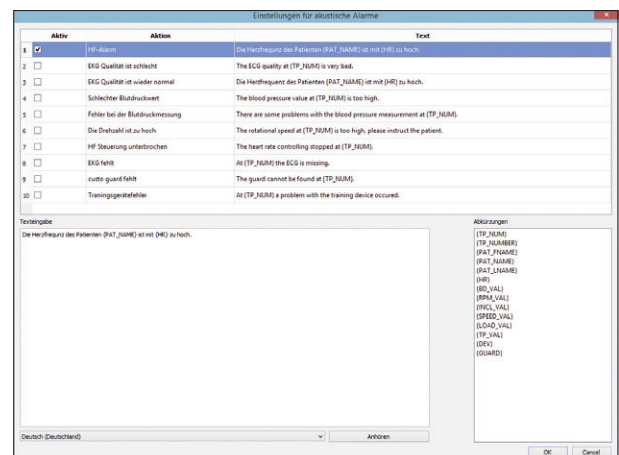 Einstellungen für akustische Alarme
Aktiv Aktion Text
1 HF-Alarm Die Herzfrequnz des Patienten {PAT_NAME} ist mit {HR} zu hoch.
2 EKG Qualität ist schlecht The ECG quality at {TP_NUM} is very bad.
3 EKG Qualität ist wieder normal Die Herzfrequenz des Patienten {PAT_NAME} ist mit {HR} zu hoch.
4 Schlechter Blutdruckwert The blood pressure value at {TP_NUM} is too high.
5 Fehler bei der Blutdruckmessung There are some problems with the blood pressure measurement at {TP_NUM}.
6 Die Drehzahl ist zu hoch The rotational speed at {TP_NUM} is too high, please instruct the patient.
7 HF Steuerung unterbrochen The heart rate controlling stopped at {TP_NUM}.
8 EKG fehlt At {TP_NUM} the ECG is missing.
9 custo guard fehlt The guard cannot be found at {TP_NUM}.
10 Traningsgerätefehler At {TP_NUM} a problem with the training device occured.
Texteingabe
Die Herzfrequnz des Patienten {PAT_NAME} ist mit {HR} zu hoch.
Deutsch (Deutschland)
Anhören
Abkürzungen
{TP_NUM}
{TP_NUMBER}
{PAT_FNAME}
{PAT_NAME}
{PAT_LNAME}
{HR}
{BD_VAL}
{RPM_VAL}
{INCL_VAL}
{SPEED_VAL}
{LOAD_VAL}
{TP_VAL}
{DEV}
{GUARD}
OK Cancel